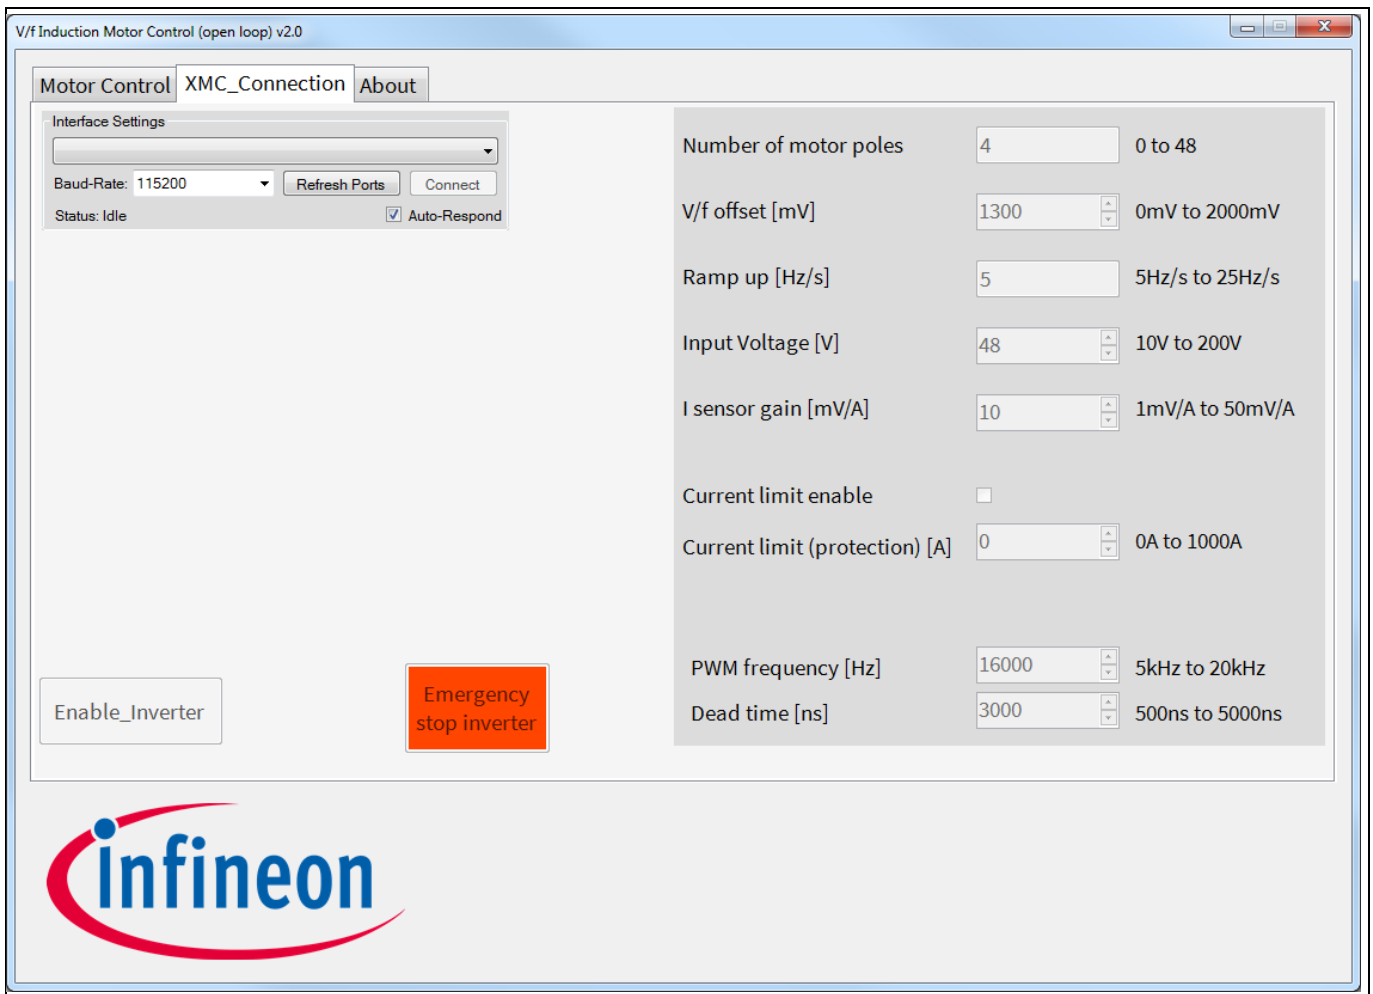 V/f Induction Motor Control (open loop) v2.0
Motor Control XMC_Connection About
Interface Settings
Baud-Rate: 115200 Refresh Ports Connect
Status: Idle Auto-Respond
Number of motor poles 4 0 to 48
V/f offset [mV] 1300 0mV to 2000mV
Ramp up [Hz/s] 5 5Hz/s to 25Hz/s
Input Voltage [V] 48 10V to 200V
I sensor gain [mV/A] 10 1mV/A to 50mV/A
Current limit enable
Current limit (protection) [A] 0 0A to 1000A
PWM frequency [Hz] 16000 5kHz to 20kHz
Dead time [ns] 3000 500ns to 5000ns
Enable_Inverter
Emergency
stop inverter
infineon